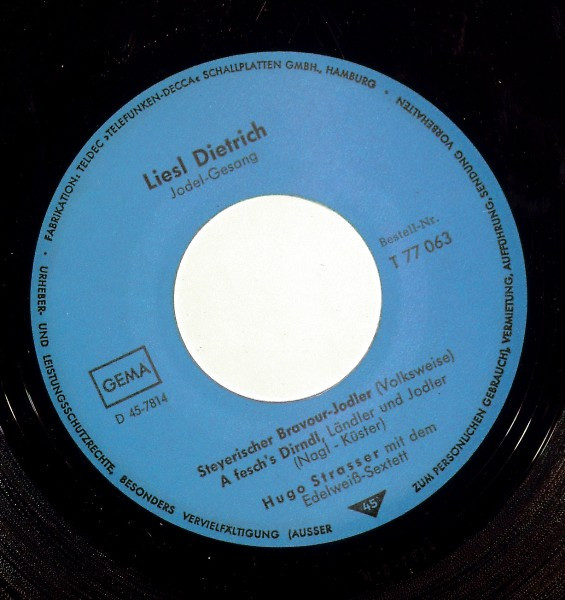 FABRIKATION: TELDEC »TELEFUNKEN-DECCA« SCHALLPLATTEN GMBH., HAMBURG •
URHEBER- UND LEISTUNGSSCHUTZRECHTE, BESONDERS VERVIELFÄLTIGUNG (AUSSER ZUM PERSÖNLICHEN GEBRAUCH), VERMIETUNG, AUFFÜHRUNG, SENDUNG VORBEHALTEN •
Liesl Dietrich
Jodel-Gesang
Bestell-Nr.
T 77 063
GEMA
D 45-7814
Steyerischer Bravour-Jodler (Volksweise)
A fesch's Dirndl, Ländler und Jodler
(Nagl - Küster)
Hugo Strasser mit dem
Edelweiß-Sextett
45